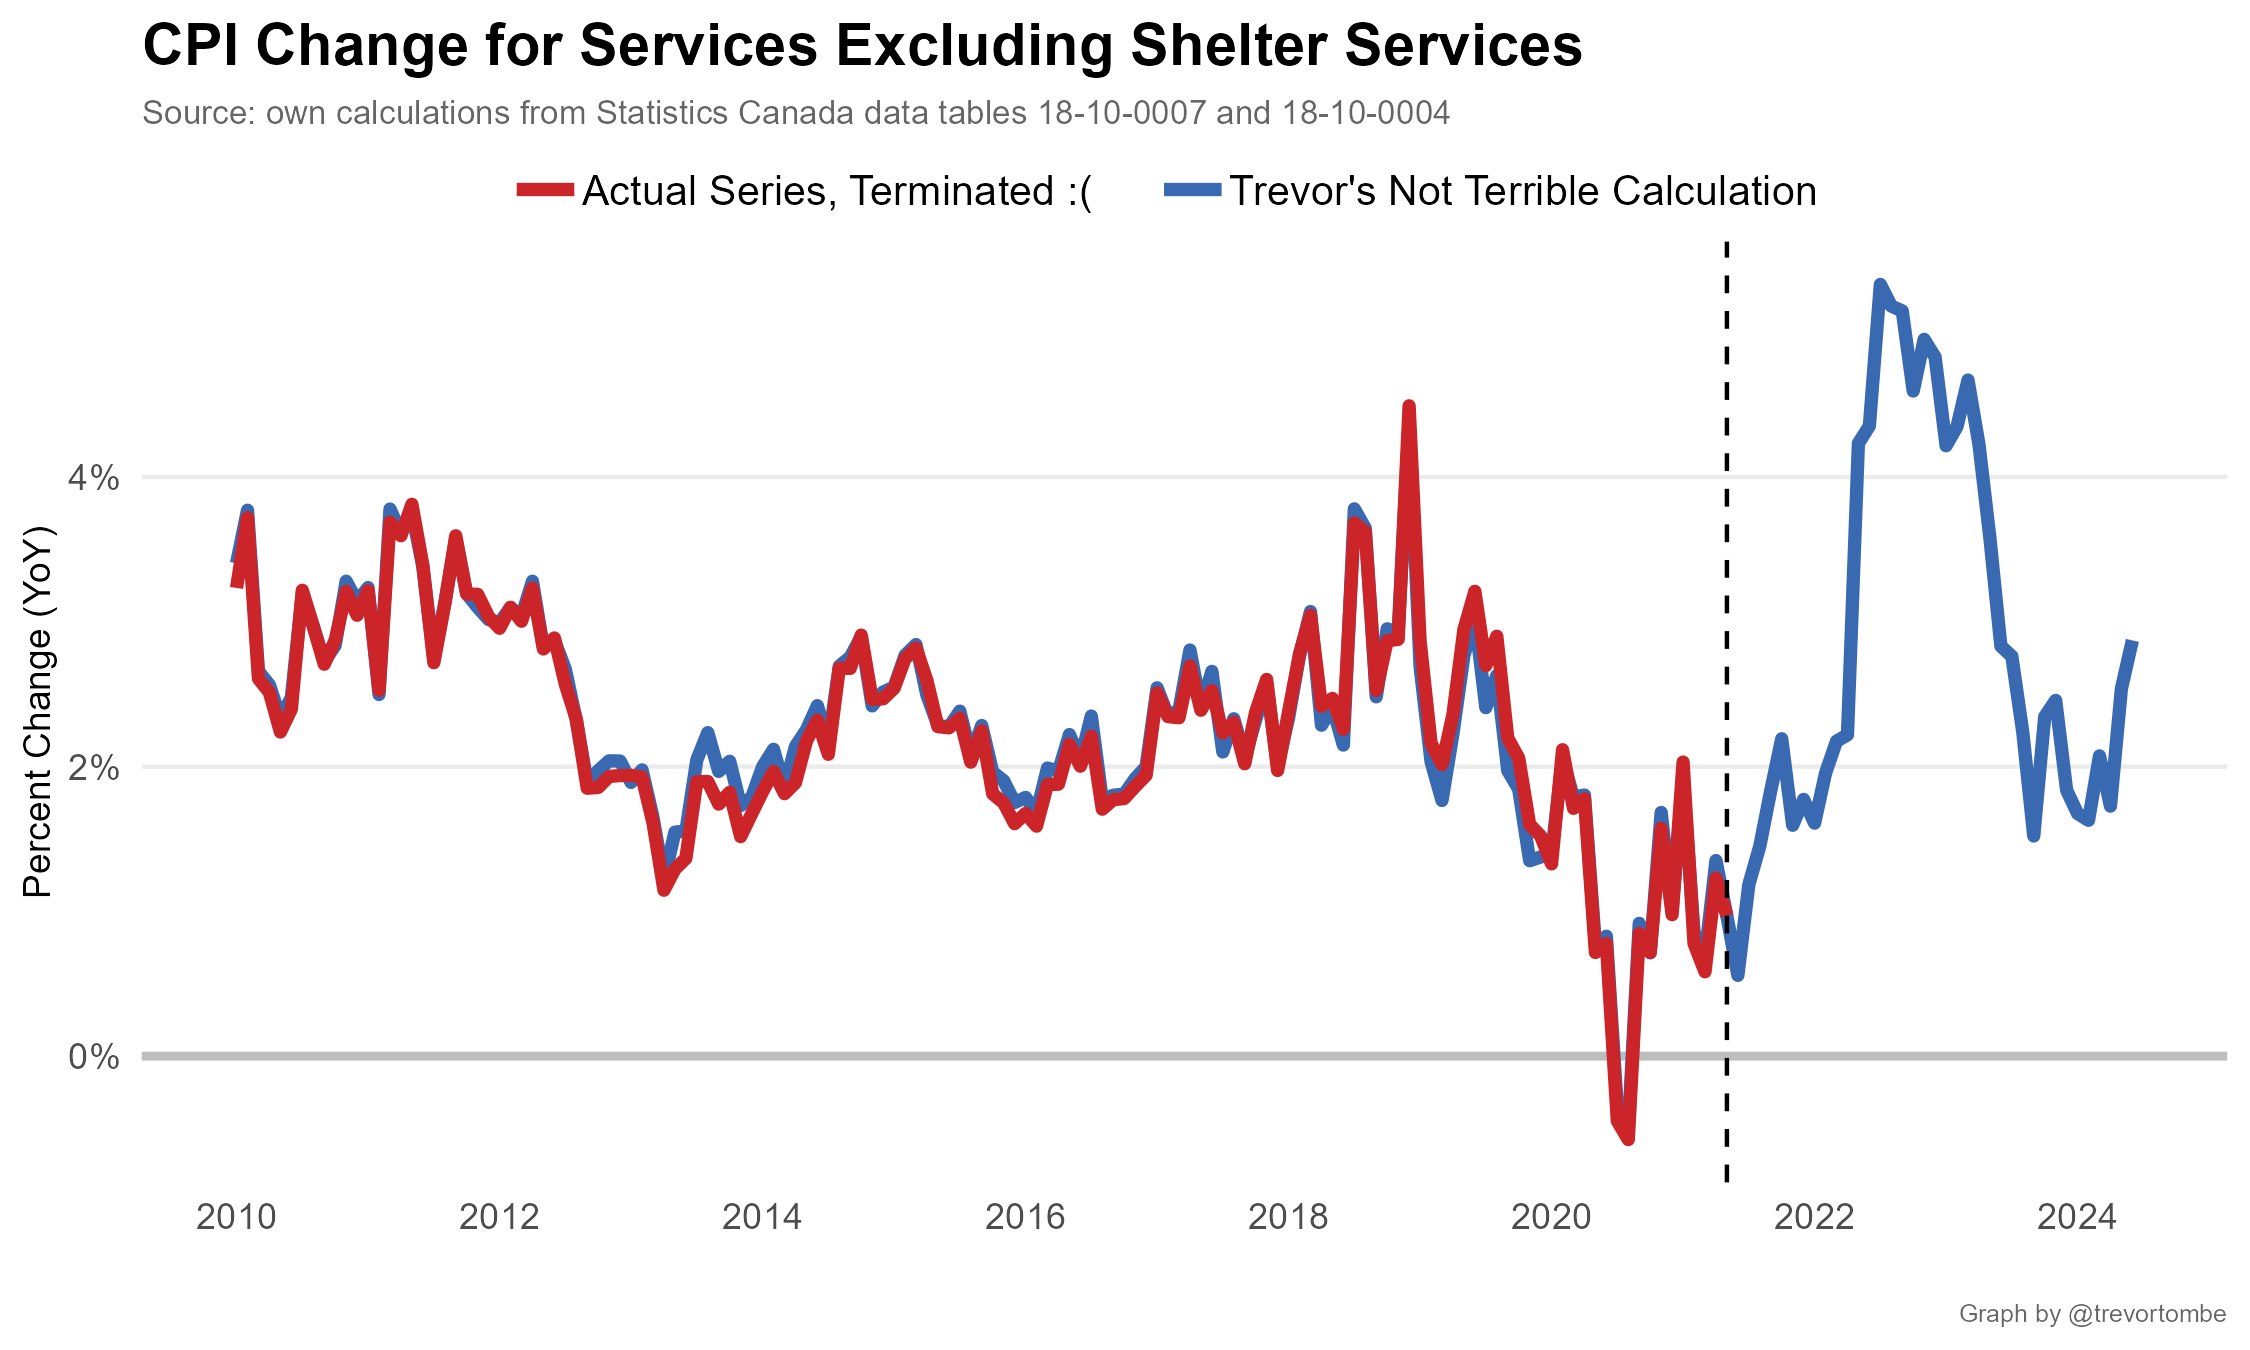 CPI Change for Services Excluding Shelter Services
Source: own calculations from Statistics Canada data tables 18-10-0007 and 18-10-0004
Actual Series, Terminated :(
Trevor's Not Terrible Calculation
Percent Change (YoY)
4%
2%
0%
2010 2012 2014 2016 2018 2020 2022 2024
Graph by @trevortombe